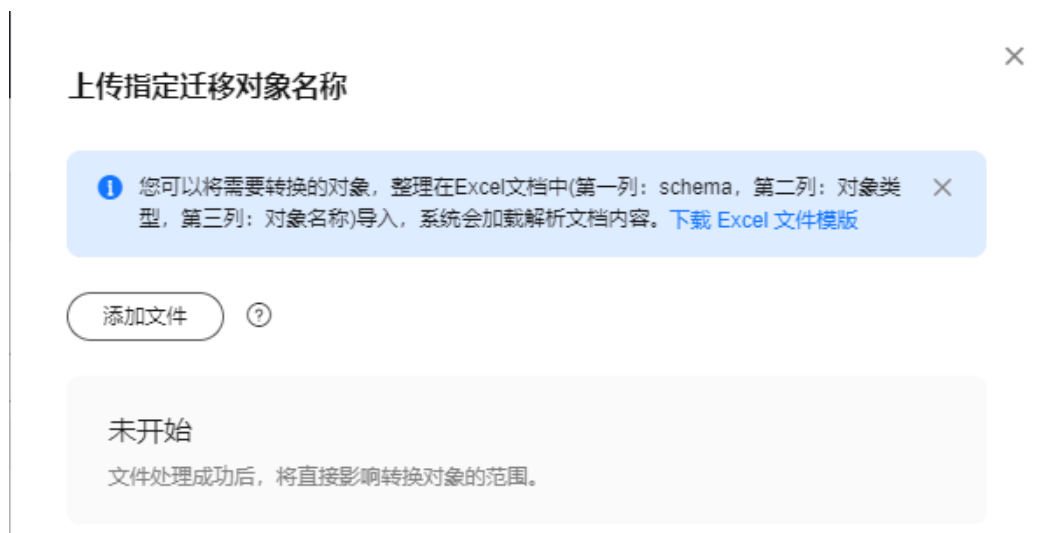 上传指定迁移对象名称
您可以将需要转换的对象，整理在Excel文档中(第一列：schema，第二列：对象类
型，第三列：对象名称)导入，系统会加载解析文档内容。下载 Excel 文件模版
添加文件
未开始
文件处理成功后，将直接影响转换对象的范围。